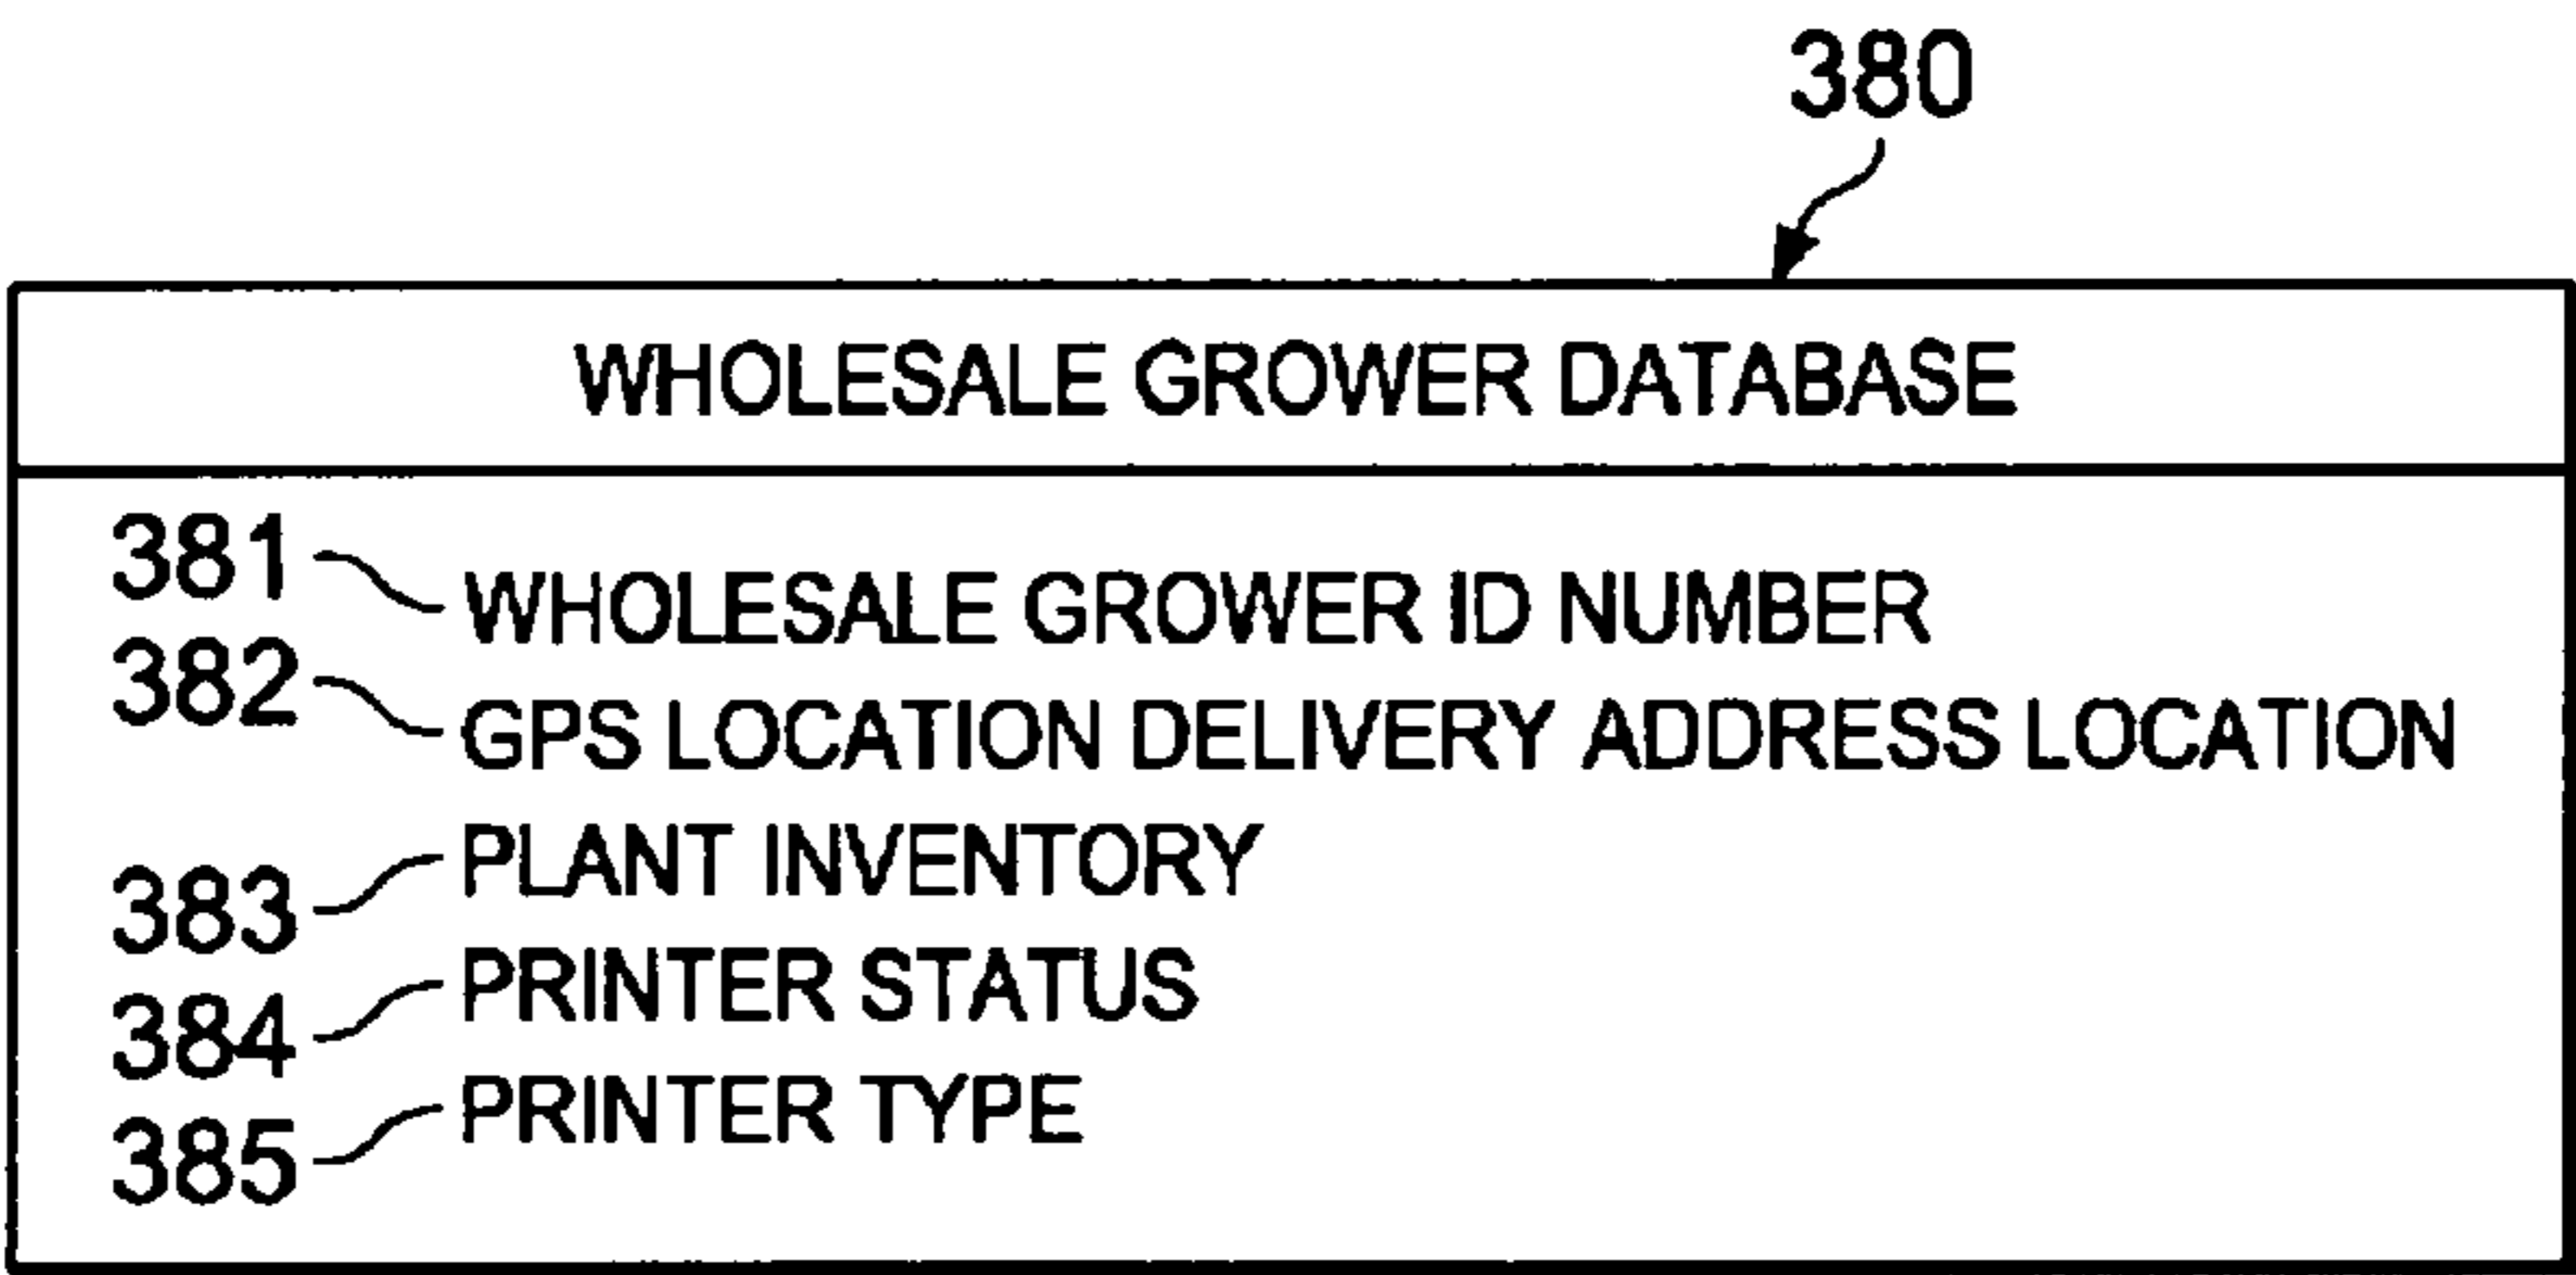 380
WHOLESALE GROWER DATABASE
381 WHOLESALE GROWER ID NUMBER
382 GPS LOCATION DELIVERY ADDRESS LOCATION
383 PLANT INVENTORY
384 PRINTER STATUS
385 PRINTER TYPE